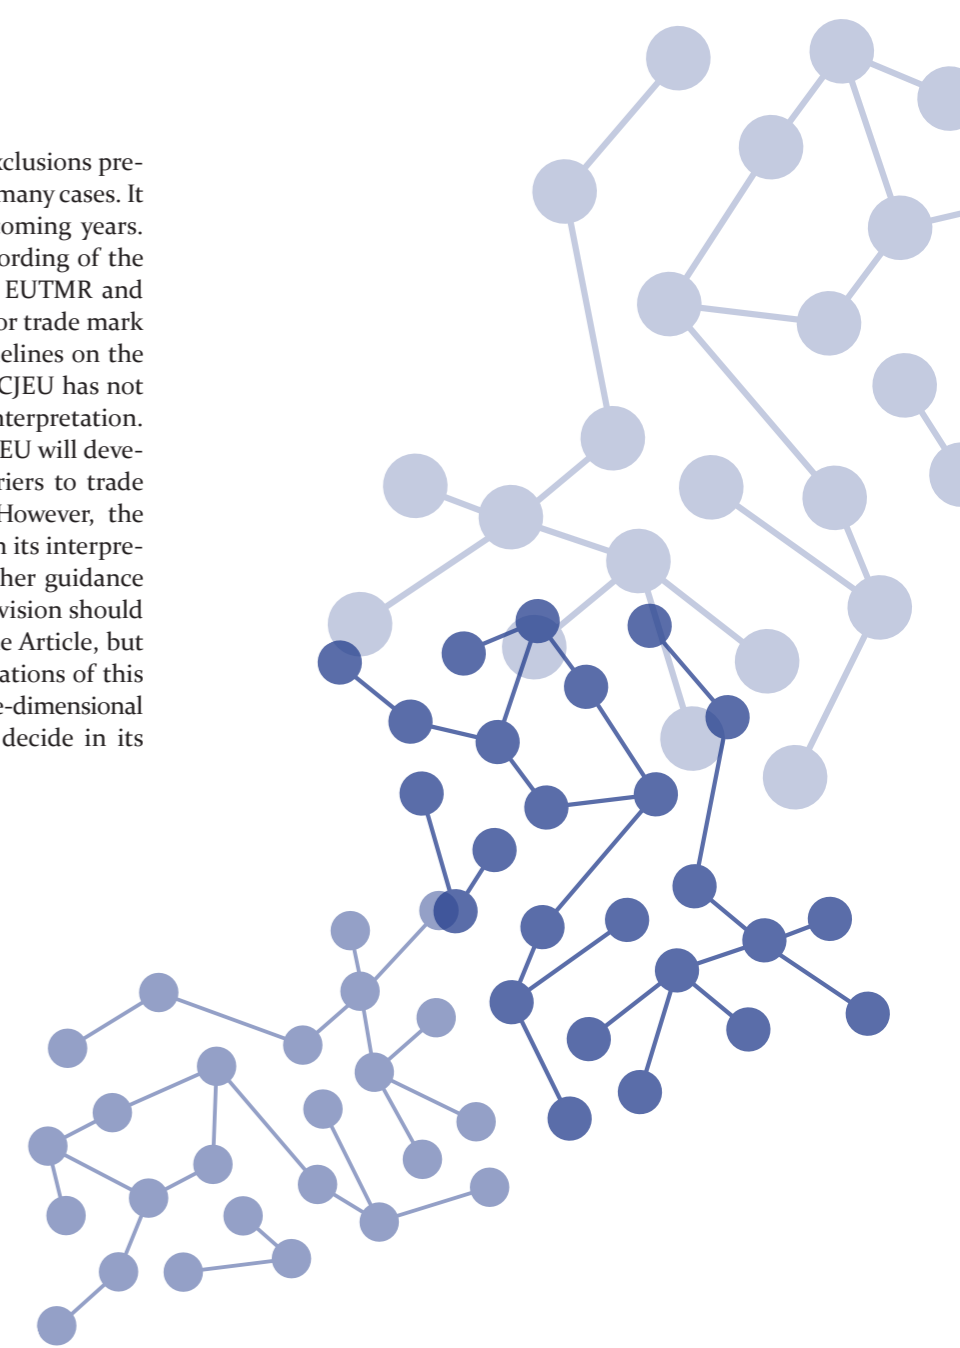 xclusions pre-
many cases. It
oming years.
ording of the
EUTMR and
or trade mark
elines on the
CJEU has not
nterpretation.
EU will deve-
riers to trade
However, the
n its interpre-
her guidance
vision should
e Article, but
ations of this
e-dimensional
decide in its